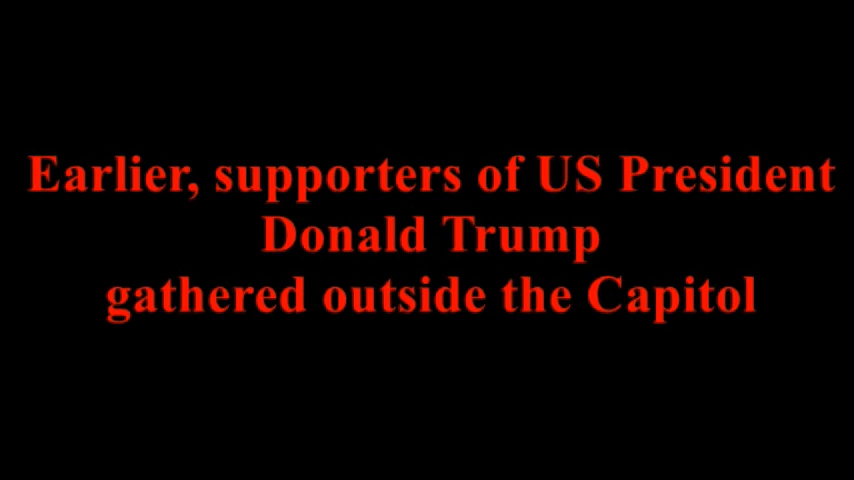 Earlier, supporters of US President
Donald Trump
gathered outside the Capitol